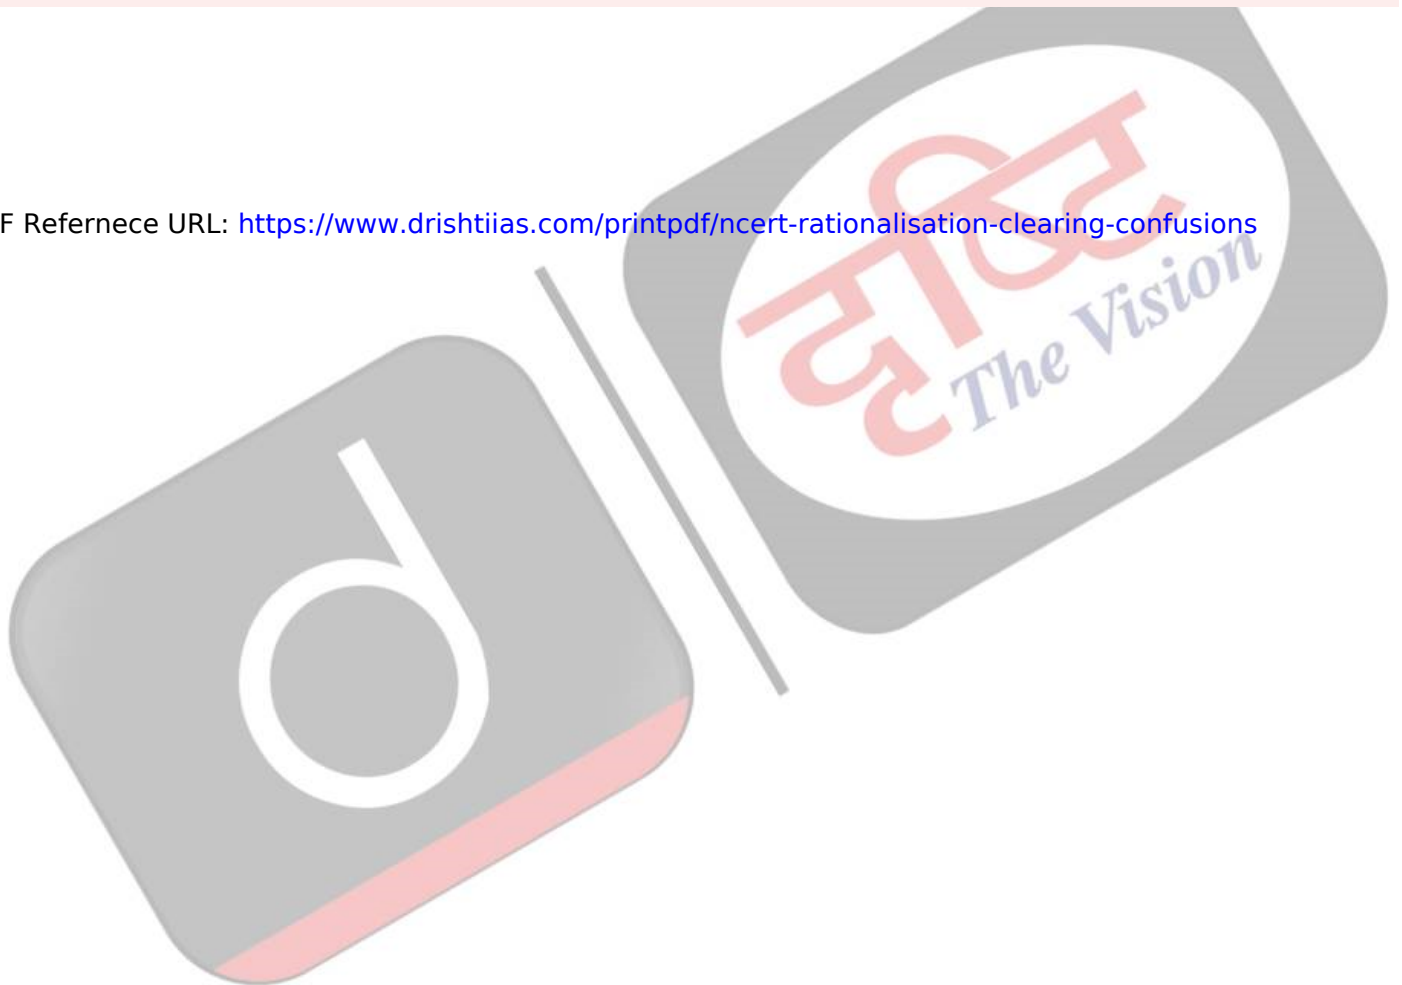 F Refernece URL: https://www.drishtiias.com/printpdf/ncert-rationalisation-clearing-confusions
दृष्टि
The Vision
d